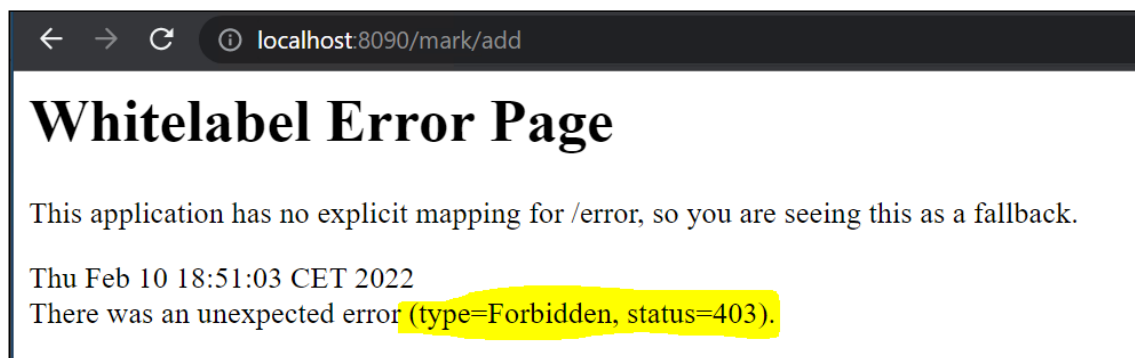 localhost:8090/mark/add
Whitelabel Error Page
This application has no explicit mapping for /error, so you are seeing this as a fallback.
Thu Feb 10 18:51:03 CET 2022
There was an unexpected error (type=Forbidden, status=403).